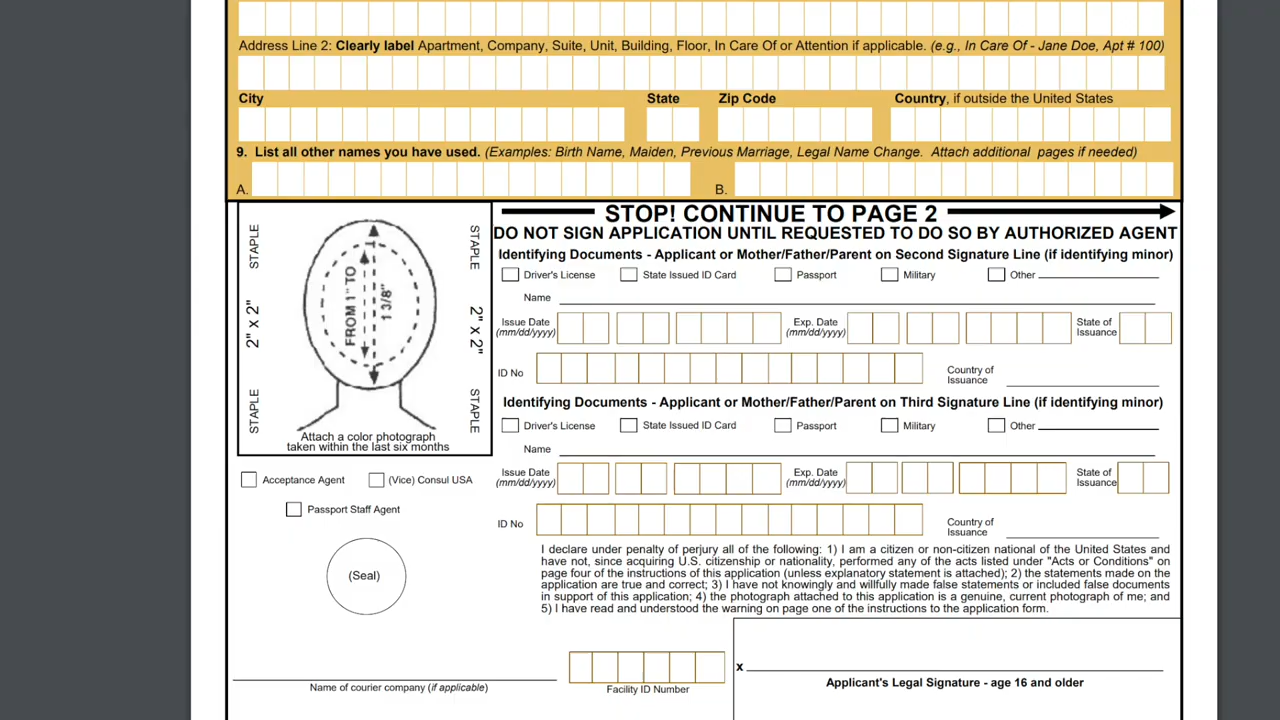 Address Line 2: Clearly label Apartment, Company, Suite, Unit, Building, Floor, In Care Of or Attention if applicable. (e.g., In Care Of - Jane Doe, Apt # 100)
City State Zip Code Country, if outside the United States
9. List all other names you have used. (Examples: Birth Name, Maiden, Previous Marriage, Legal Name Change. Attach additional pages if needed)
A. B.
STAPLE
2" x 2"
STAPLE
FROM 1" TO
1 3/8"
STAPLE
2" x 2"
STAPLE
Attach a color photograph
taken within the last six months
STOP! CONTINUE TO PAGE 2
DO NOT SIGN APPLICATION UNTIL REQUESTED TO DO SO BY AUTHORIZED AGENT
Identifying Documents - Applicant or Mother/Father/Parent on Second Signature Line (if identifying minor)
Driver's License State Issued ID Card Passport Military Other
Name
Issue Date
(mm/dd/yyyy)
Exp. Date
(mm/dd/yyyy)
State of
Issuance
ID No
Country of
Issuance
Identifying Documents - Applicant or Mother/Father/Parent on Third Signature Line (if identifying minor)
Driver's License State Issued ID Card Passport Military Other
Name
Issue Date
(mm/dd/yyyy)
Exp. Date
(mm/dd/yyyy)
State of
Issuance
ID No
Country of
Issuance
Acceptance Agent (Vice) Consul USA
Passport Staff Agent
(Seal)
I declare under penalty of perjury all of the following: 1) I am a citizen or non-citizen national of the United States and
have not, since acquiring U.S. citizenship or nationality, performed any of the acts listed under "Acts or Conditions" on
page four of the instructions of this application (unless explanatory statement is attached); 2) the statements made on the
application are true and correct; 3) I have not knowingly and willfully made false statements or included false documents
in support of this application; 4) the photograph attached to this application is a genuine, current photograph of me; and
5) I have read and understood the warning on page one of the instructions to the application form.
Name of courier company (if applicable)
Facility ID Number
x
Applicant's Legal Signature - age 16 and older